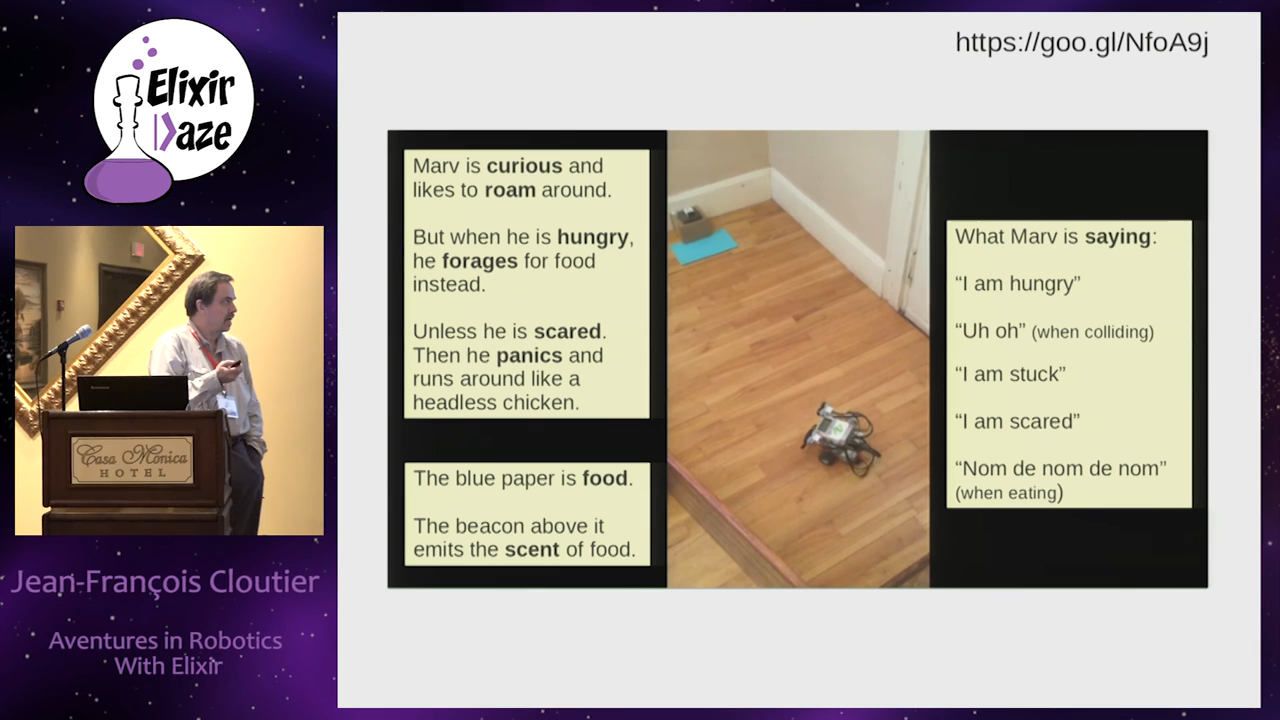 Elixir
Daze
Casa Monica
HOTEL
Jean-François Cloutier
Aventures in Robotics
With Elixir
https://goo.gl/NfoA9j
Marv is curious and
likes to roam around.
But when he is hungry,
he forages for food
instead.
Unless he is scared.
Then he panics and
runs around like a
headless chicken.
The blue paper is food.
The beacon above it
emits the scent of food.
What Marv is saying:
“I am hungry”
“Uh oh” (when colliding)
“I am stuck”
“I am scared”
“Nom de nom de nom”
(when eating)